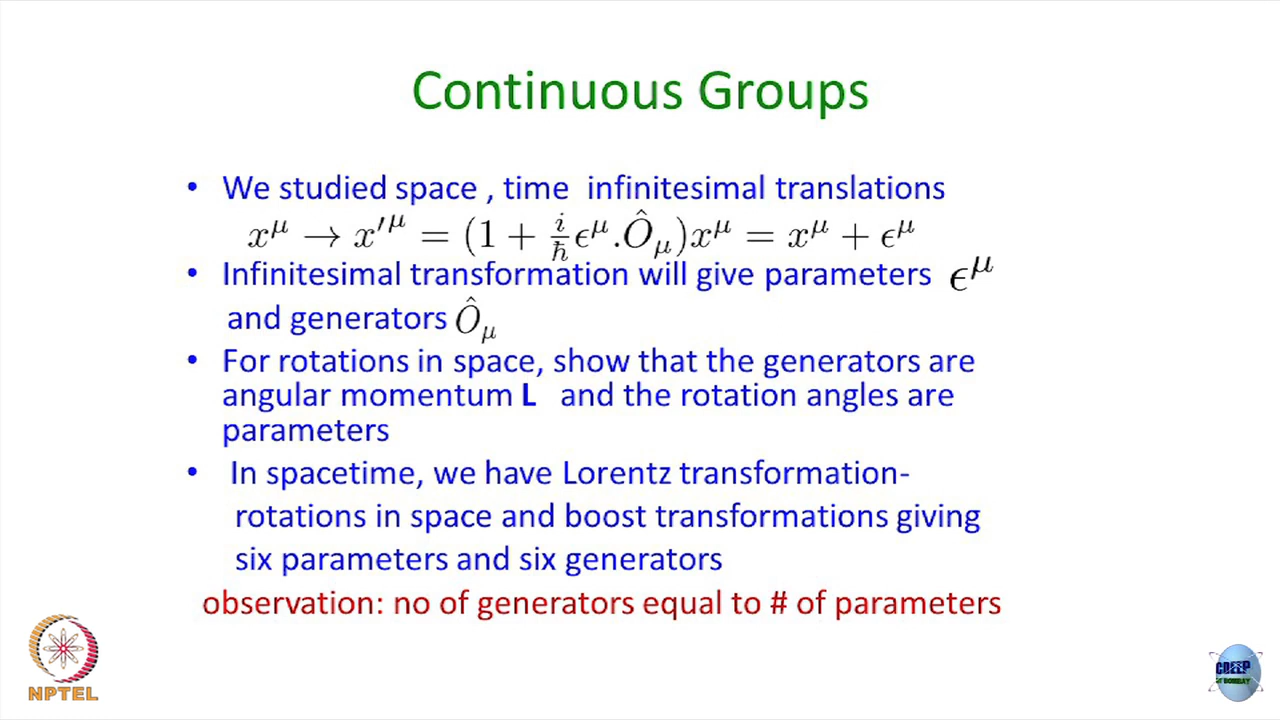 Continuous Groups
• We studied space , time infinitesimal translations
x^μ → x'^μ = (1 + i/ħ ε^μ.Ô_μ)x^μ = x^μ + ε^μ
• Infinitesimal transformation will give parameters ε^μ
and generators Ô_μ
• For rotations in space, show that the generators are
angular momentum L and the rotation angles are
parameters
• In spacetime, we have Lorentz transformation-
rotations in space and boost transformations giving
six parameters and six generators
observation: no of generators equal to # of parameters
NPTEL
CDEEP
IIT BOMBAY